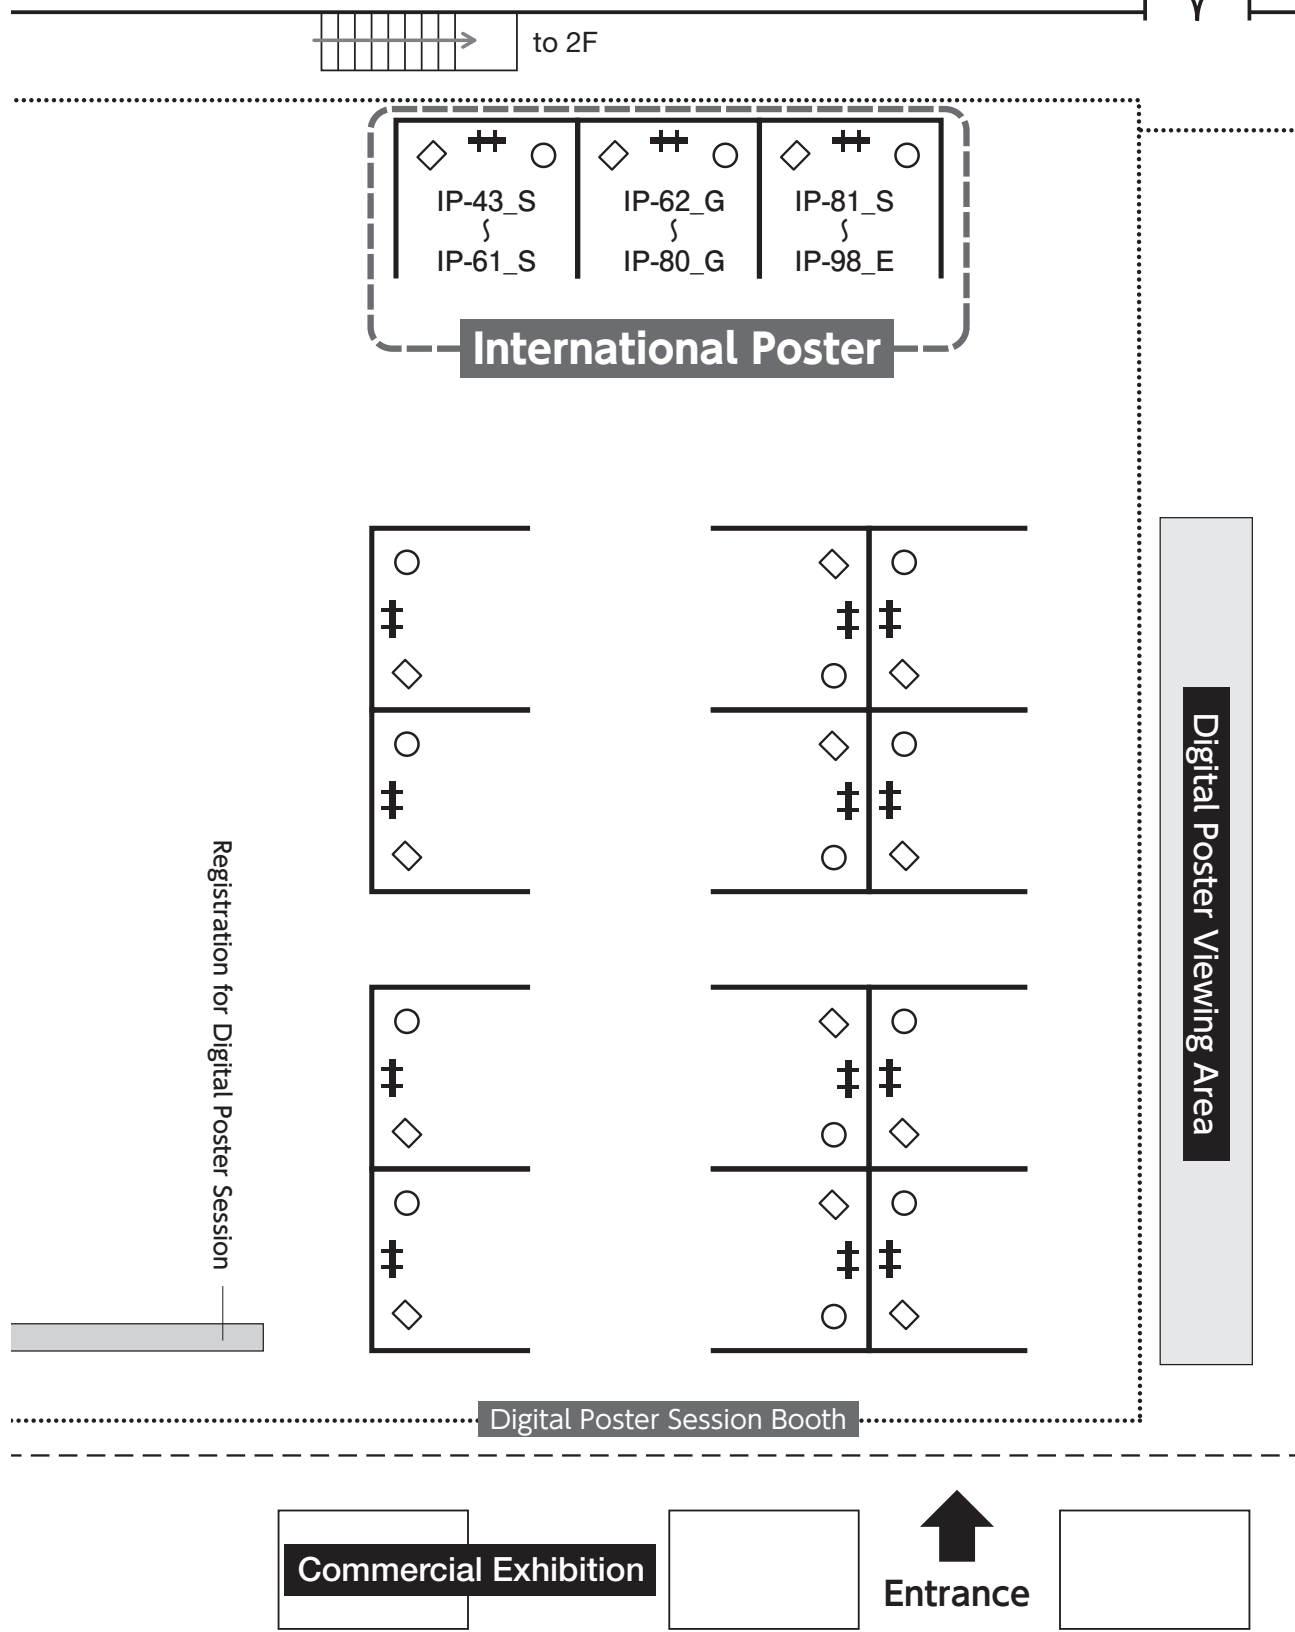 to 2F
IP-43_S
〜
IP-61_S
IP-62_G
〜
IP-80_G
IP-81_S
〜
IP-98_E
International Poster
Digital Poster Viewing Area
Registration for Digital Poster Session
Digital Poster Session Booth
Commercial Exhibition
Entrance